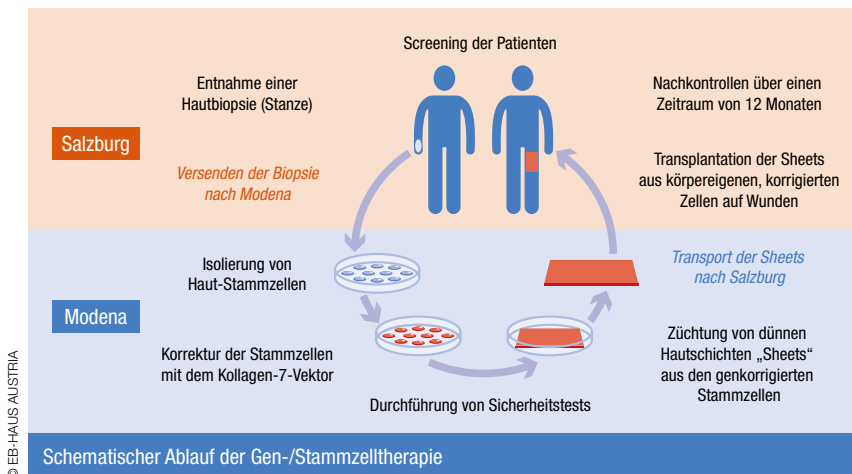 Screening der Patienten
Entnahme einer
Hautbiopsie (Stanze)
Salzburg
Versenden der Biopsie
nach Modena
Nachkontrollen über einen
Zeitraum von 12 Monaten
Transplantation der Sheets
aus körpereigenen, korrigierten
Zellen auf Wunden
Isolierung von
Haut-Stammzellen
Modena
Korrektur der Stammzellen
mit dem Kollagen-7-Vektor
Durchführung von Sicherheitstests
Transport der Sheets
nach Salzburg
Züchtung von dünnen
Hautschichten „Sheets“
aus den genkorrigierten
Stammzellen
Schematischer Ablauf der Gen-/Stammzelltherapie
© EB-HAUS AUSTRIA